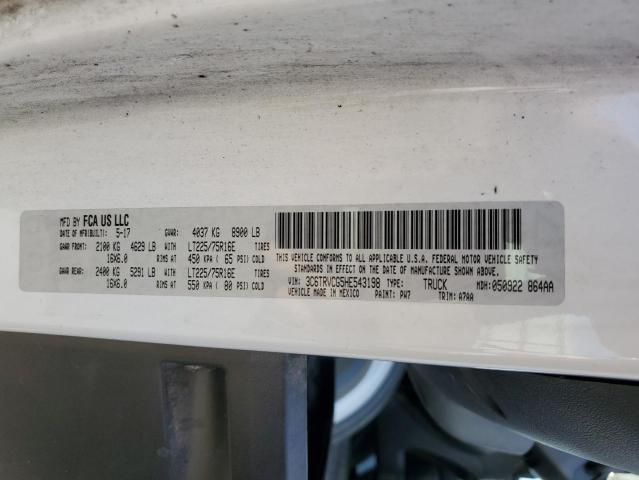 MFD BY FCA US LLC
DATE OF MFR(BUILT): 5-17 GVWR: 4037 KG 8900 LB
GAWR FRONT: 2100 KG 4629 LB WITH LT225/75R16E TIRES
16X6.0 RIMS AT 450 KPA ( 65 PSI) COLD
GAWR REAR: 2400 KG 5291 LB WITH LT225/75R16E TIRES
16X6.0 RIMS AT 550 KPA ( 80 PSI) COLD
THIS VEHICLE CONFORMS TO ALL APPLICABLE U.S.A. FEDERAL MOTOR VEHICLE SAFETY
STANDARDS IN EFFECT ON THE DATE OF MANUFACTURE SHOWN ABOVE.
VIN: 3C6TRVCG5HE543198 TYPE: TRUCK MDH: 050922 864AA
VEHICLE MADE IN MEXICO PAINT: PW7 TRIM: A7AA